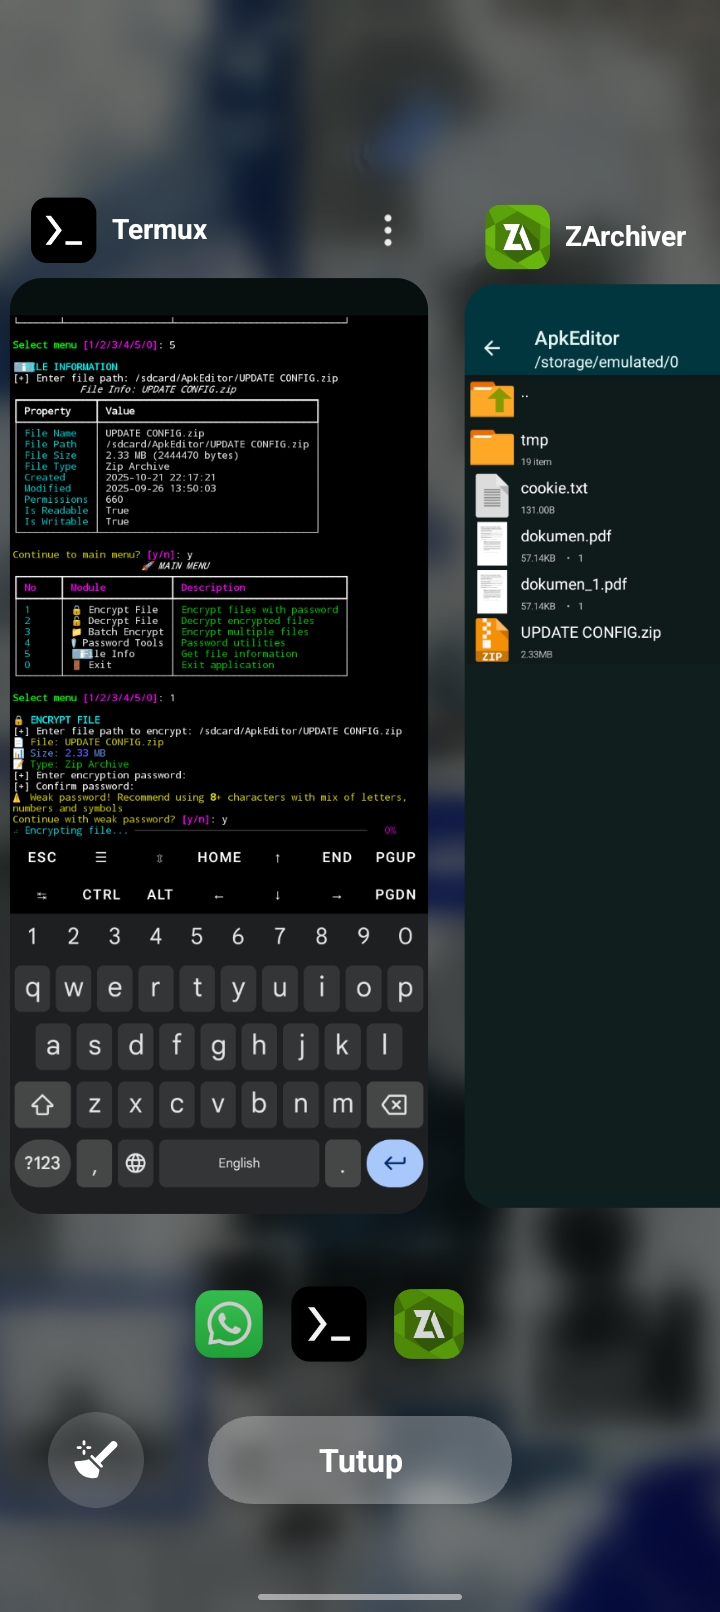 Termux
ZArchiver
Select menu [1/2/3/4/5/0]: 5
LE INFORMATION
[+] Enter file path: /sdcard/ApkEditor/UPDATE CONFIG.zip
File Info: UPDATE CONFIG.zip
Property Value
File Name UPDATE CONFIG.zip
File Path /sdcard/ApkEditor/UPDATE CONFIG.zip
File Size 2.33 MB (2444470 bytes)
File Type Zip Archive
Created 2025-10-21 22:17:21
Modified 2025-09-26 13:50:03
Permissions 660
Is Readable True
Is Writable True
Continue to main menu? [y/n]: y
🚀 MAIN MENU
No Module Description
1 🔒 Encrypt File Encrypt files with password
2 🔓 Decrypt File Decrypt encrypted files
3 📁 Batch Encrypt Encrypt multiple files
4 Password Tools Password utilities
5 le Info Get file information
0 🚪 Exit Exit application
Select menu [1/2/3/4/5/0]: 1
🔒 ENCRYPT FILE
[+] Enter file path to encrypt: /sdcard/ApkEditor/UPDATE CONFIG.zip
📄 File: UPDATE CONFIG.zip
📊 Size: 2.33 MB
📝 Type: Zip Archive
[+] Enter encryption password:
[+] Confirm password:
⚠ Weak password! Recommend using 8+ characters with mix of letters,
numbers and symbols
Continue with weak password? [y/n]: y
Encrypting file... 0%
ESC ☰ ⇳ HOME ↑ END PGUP
↹ CTRL ALT ← ↓ → PGDN
1 2 3 4 5 6 7 8 9 0
q w e r t y u i o p
a s d f g h j k l
z x c v b n m
?123 , English .
ApkEditor
/storage/emulated/0
..
tmp
19 item
cookie.txt
131.00B
dokumen.pdf
57.14KB · 1
dokumen_1.pdf
57.14KB · 1
UPDATE CONFIG.zip
ZIP
2.33MB
Tutup